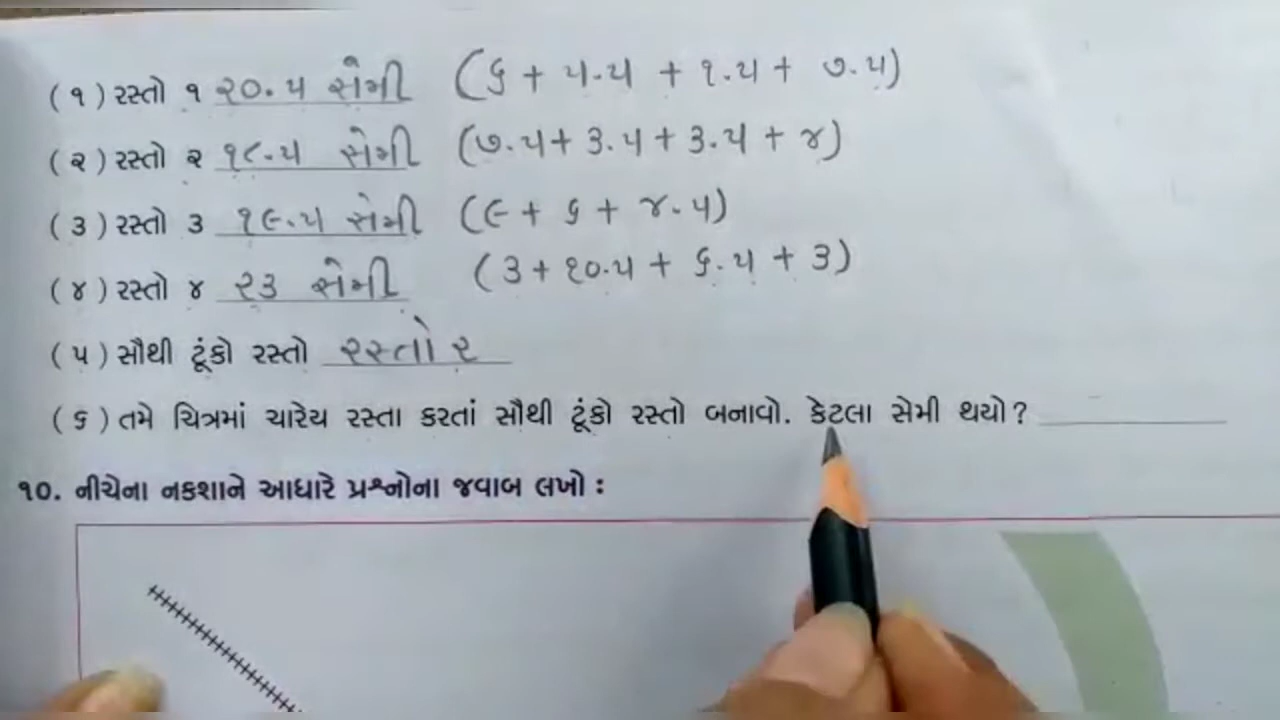 (૧) રસ્તો ૧ ૨૦.૫ સેમી (૬ + ૫.૫ + ૧.૫ + ૭.૫)
(૨) રસ્તો ૨ ૧૮.૫ સેમી (૭.૫ + ૩.૫ + ૩.૫ + ૪)
(૩) રસ્તો ૩ ૧૯.૫ સેમી (૯ + ૬ + ૪.૫)
(૪) રસ્તો ૪ ૨૩ સેમી (૩ + ૧૦.૫ + ૬.૫ + ૩)
(૫) સૌથી ટૂંકો રસ્તો રસ્તો ૨
(૬) તમે ચિત્રમાં ચારેય રસ્તા કરતાં સૌથી ટૂંકો રસ્તો બનાવો. કેટલા સેમી થયો?
૧૦. નીચેના નકશાને આધારે પ્રશ્નોના જવાબ લખો :